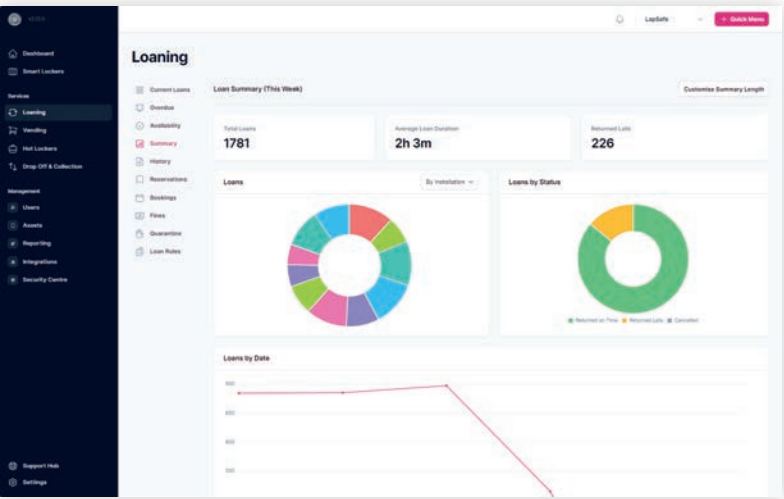 LapSafe
+ Quick Menu
Dashboard
Smart Lockers
Services
Loaning
Vending
Hot Lockers
Drop Off & Collection
Management
Users
Assets
Reporting
Integrations
Security Centre
Support Hub
Settings
Loaning
Current Loans
Overdue
Availability
Summary
History
Reservations
Bookings
Fines
Quarantine
Loan Rules
Loan Summary (This Week)
Customise Summary Length
Total Loans
1781
Average Loan Duration
2h 3m
Returned Late
226
Loans
By Installation
Loans by Status
Returned on Time Returned Late Cancelled
Loans by Date